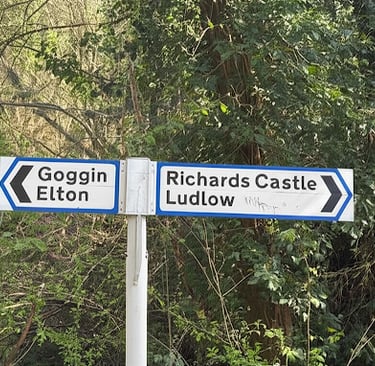 Goggin
Elton
Richards Castle
Ludlow